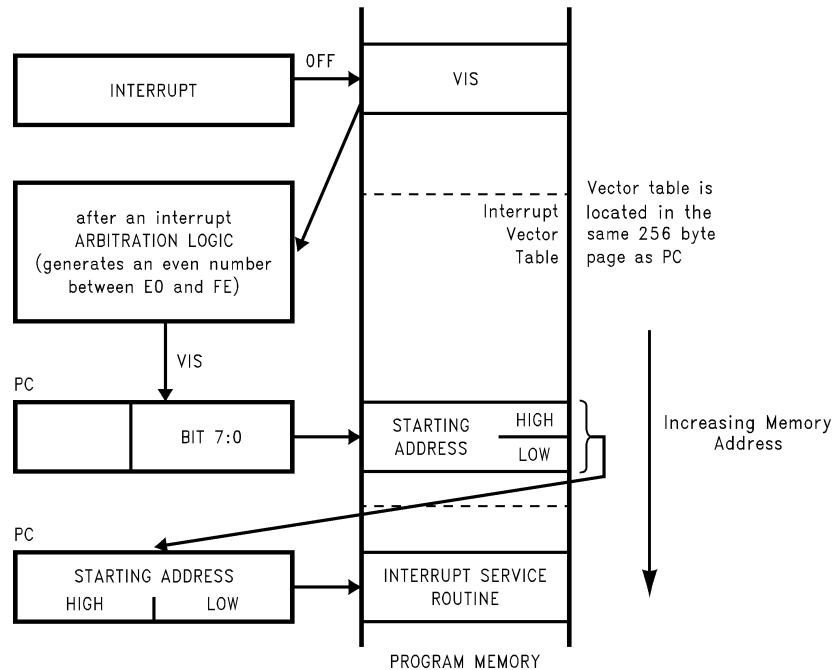 INTERRUPT
OFF
VIS
after an interrupt
ARBITRATION LOGIC
(generates an even number
between E0 and FE)
Interrupt
Vector
Table
Vector table is
located in the
same 256 byte
page as PC
VIS
PC
BIT 7:0
STARTING
ADDRESS
HIGH
LOW
Increasing Memory
Address
PC
STARTING ADDRESS
HIGH
LOW
INTERRUPT SERVICE
ROUTINE
PROGRAM MEMORY